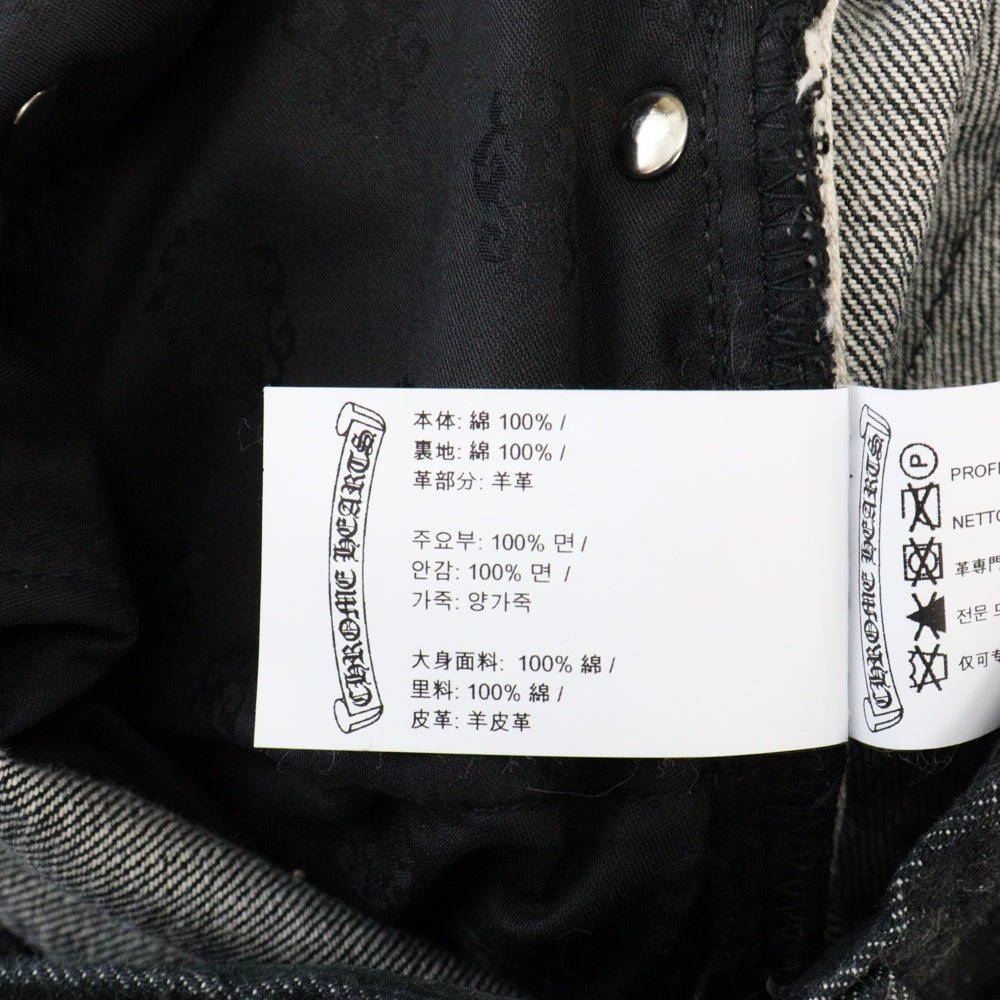 CHROME HEARTS
本体: 綿 100% /
裏地: 綿 100% /
革部分: 羊革
주요부: 100% 면 /
안감: 100% 면 /
가죽: 양가죽
大身面料: 100% 綿 /
里料: 100% 綿 /
皮革: 羊皮革
CHROME HEARTS
P
PROFE
NETTO
革専門
전문
仅可专